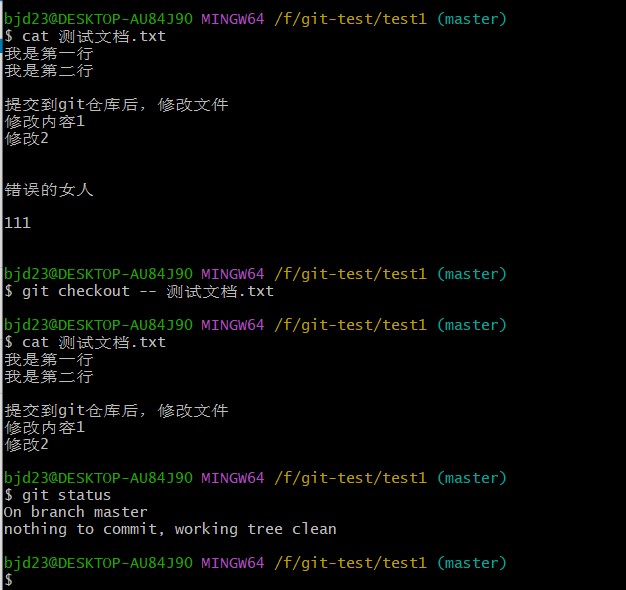 bjd23@DESKTOP-AU84J90 MINGW64 /f/git-test/test1 (master)
$ cat 测试文档.txt
我是第一行
我是第二行
提交到git仓库后，修改文件
修改内容1
修改2
错误的女人
111
bjd23@DESKTOP-AU84J90 MINGW64 /f/git-test/test1 (master)
$ git checkout -- 测试文档.txt
bjd23@DESKTOP-AU84J90 MINGW64 /f/git-test/test1 (master)
$ cat 测试文档.txt
我是第一行
我是第二行
提交到git仓库后，修改文件
修改内容1
修改2
bjd23@DESKTOP-AU84J90 MINGW64 /f/git-test/test1 (master)
$ git status
On branch master
nothing to commit, working tree clean
bjd23@DESKTOP-AU84J90 MINGW64 /f/git-test/test1 (master)
$